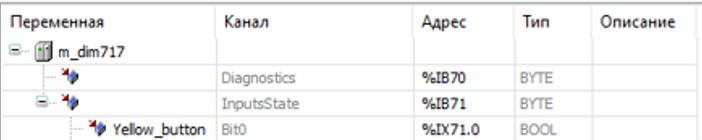 Переменная Канал Адрес Тип Описание
m_dim717
Diagnostics %IB70 BYTE
InputsState %IB71 BYTE
Yellow_button Bit0 %IX71.0 BOOL